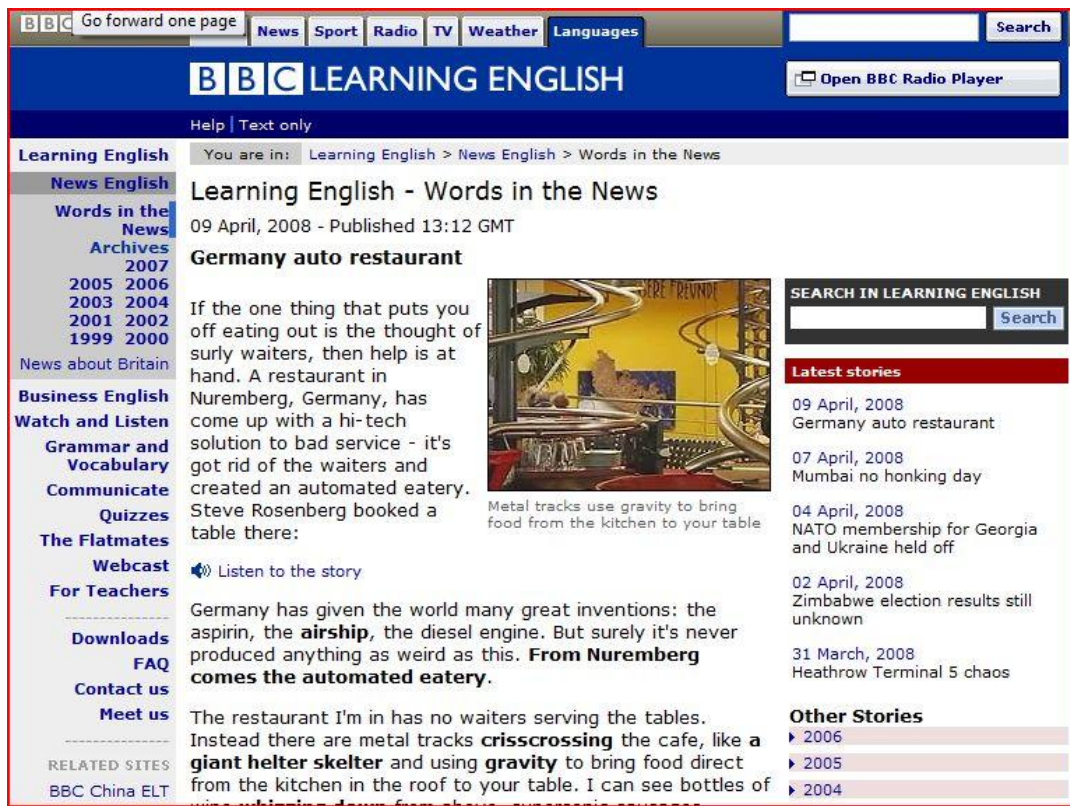 BBC
Go forward one page
News Sport Radio TV Weather Languages
Search
BBC LEARNING ENGLISH
Open BBC Radio Player
Help | Text only
Learning English
News English
Words in the
News
Archives
2007
2005 2006
2003 2004
2001 2002
1999 2000
News about Britain
Business English
Watch and Listen
Grammar and
Vocabulary
Communicate
Quizzes
The Flatmates
Webcast
For Teachers
Downloads
FAQ
Contact us
Meet us
RELATED SITES
BBC China ELT
You are in: Learning English > News English > Words in the News
Learning English - Words in the News
09 April, 2008 - Published 13:12 GMT
Germany auto restaurant
If the one thing that puts you
off eating out is the thought of
surly waiters, then help is at
hand. A restaurant in
Nuremberg, Germany, has
come up with a hi-tech
solution to bad service - it's
got rid of the waiters and
created an automated eatery.
Steve Rosenberg booked a
table there:
FREUNDE
Metal tracks use gravity to bring
food from the kitchen to your table
Listen to the story
Germany has given the world many great inventions: the
aspirin, the airship, the diesel engine. But surely it's never
produced anything as weird as this. From Nuremberg
comes the automated eatery.
The restaurant I'm in has no waiters serving the tables.
Instead there are metal tracks crisscrossing the cafe, like a
giant helter skelter and using gravity to bring food direct
from the kitchen in the roof to your table. I can see bottles of
wine whizzing down from above, supersonic sausages
SEARCH IN LEARNING ENGLISH
Search
Latest stories
09 April, 2008
Germany auto restaurant
07 April, 2008
Mumbai no honking day
04 April, 2008
NATO membership for Georgia
and Ukraine held off
02 April, 2008
Zimbabwe election results still
unknown
31 March, 2008
Heathrow Terminal 5 chaos
Other Stories
2006
2005
2004